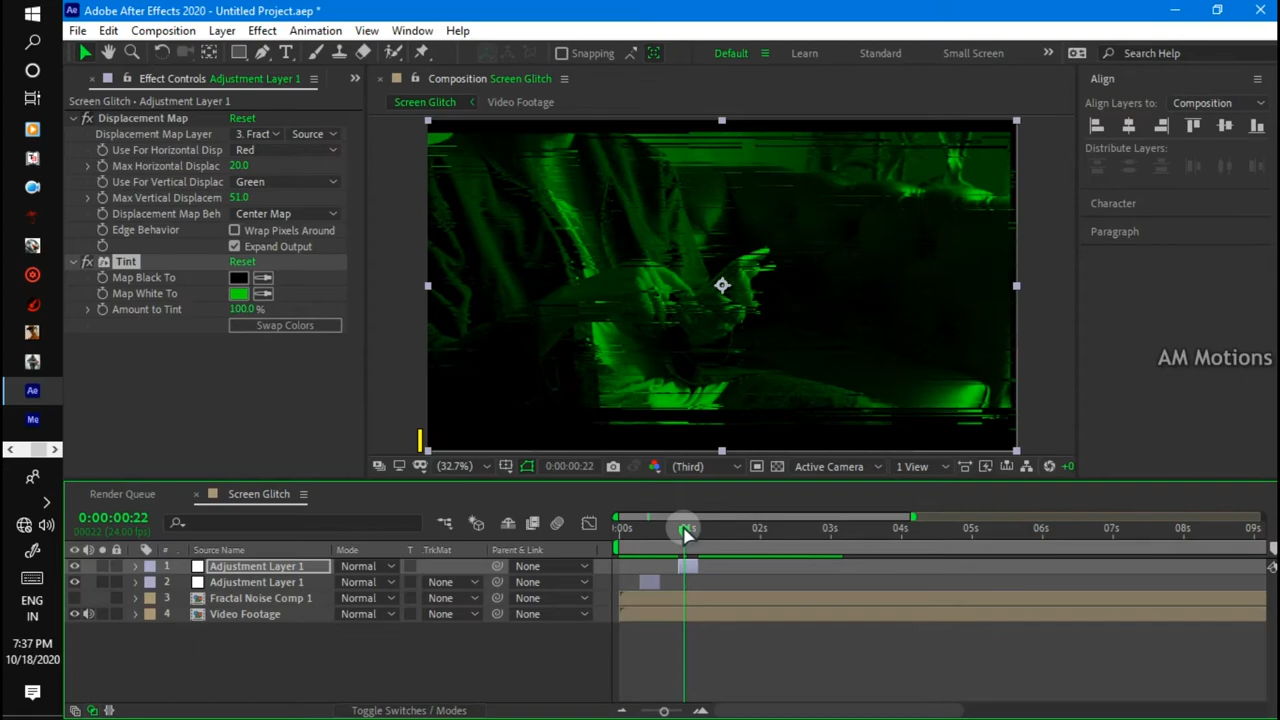 Adobe After Effects 2020 - Untitled Project.aep *
File Edit Composition Layer Effect Animation View Window Help
Snapping Default Learn Standard Small Screen Search Help
Effect Controls Adjustment Layer 1
Screen Glitch • Adjustment Layer 1
Displacement Map Reset
Displacement Map Layer 3. Fract Source
Use For Horizontal Disp Red
Max Horizontal Displac 20.0
Use For Vertical Displac Green
Max Vertical Displacem 51.0
Displacement Map Beh Center Map
Edge Behavior Wrap Pixels Around
Expand Output
Tint Reset
Map Black To
Map White To
Amount to Tint 100.0 %
Swap Colors
Composition Screen Glitch
Screen Glitch Video Footage
(32.7%) 0:00:00:22 (Third) Active Camera 1 View +0
Align
Align Layers to: Composition
Distribute Layers:
Character
Paragraph
AM Motions
Render Queue Screen Glitch
0:00:00:22
00022 (24.00 fps)
:00s 02s 03s 04s 05s 06s 07s 08s 09s
# Source Name Mode T .TrkMat Parent & Link
1 Adjustment Layer 1 Normal None
2 Adjustment Layer 1 Normal None None
3 Fractal Noise Comp 1 Normal None None
4 Video Footage Normal None None
Toggle Switches / Modes
Ae
Me
ENG
IN
7:37 PM
10/18/2020